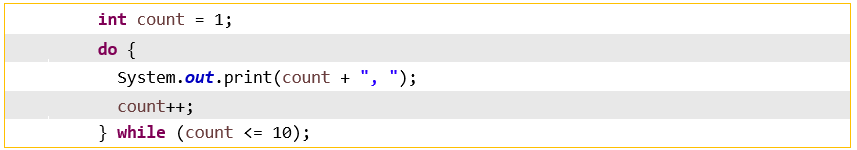 int count = 1;
do {
System.out.print(count + ", ");
count++;
} while (count <= 10);